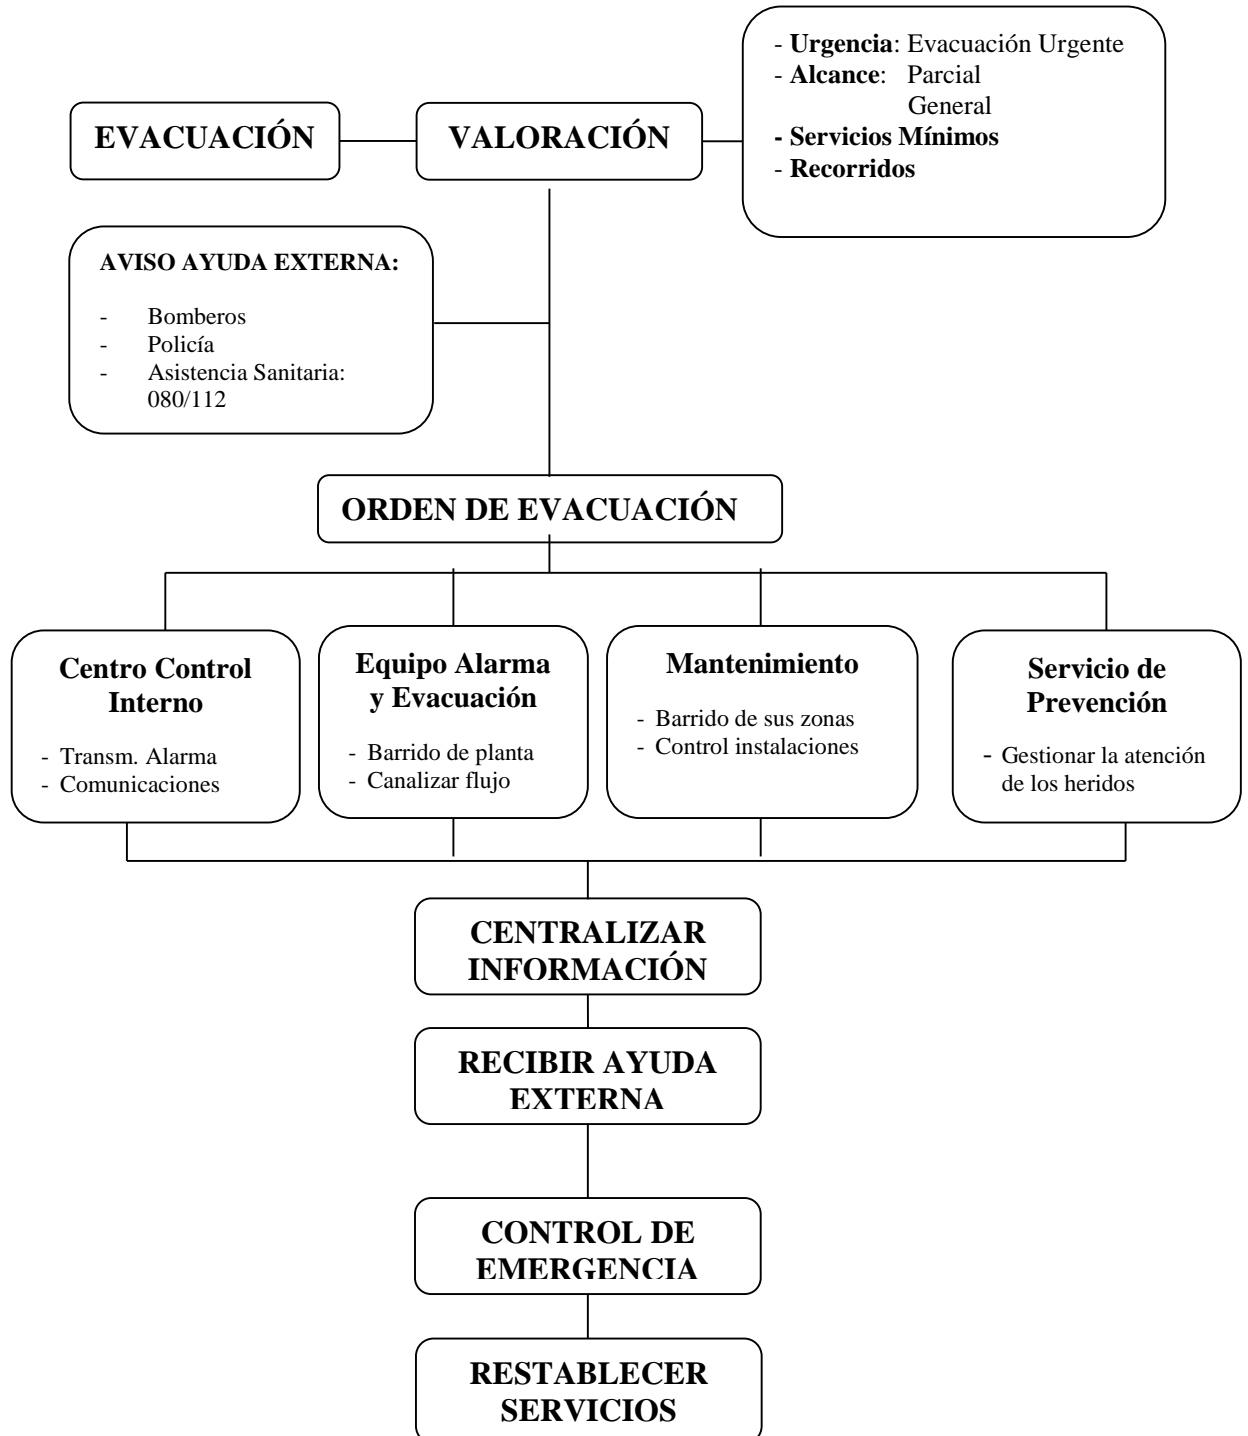 - Urgencia: Evacuación Urgente
- Alcance: Parcial
General
- Servicios Mínimos
- Recorridos
EVACUACIÓN
VALORACIÓN
AVISO AYUDA EXTERNA:
- Bomberos
- Policía
- Asistencia Sanitaria:
080/112
ORDEN DE EVACUACIÓN
Centro Control
Interno
- Transm. Alarma
- Comunicaciones
Equipo Alarma
y Evacuación
- Barrido de planta
- Canalizar flujo
Mantenimiento
- Barrido de sus zonas
- Control instalaciones
Servicio de
Prevención
- Gestionar la atención
de los heridos
CENTRALIZAR
INFORMACIÓN
RECIBIR AYUDA
EXTERNA
CONTROL DE
EMERGENCIA
RESTABLECER
SERVICIOS